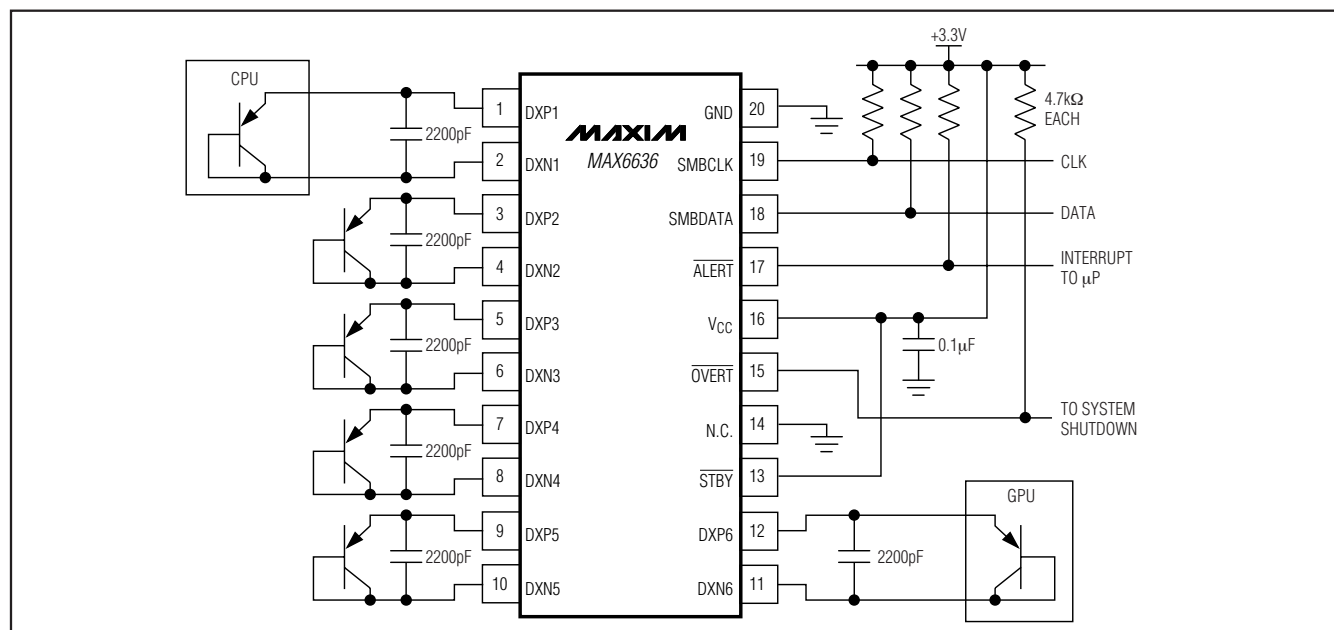 +3.3V
CPU
4.7kΩ
EACH
1
DXP1
GND
20
2200pF
MAXIM
MAX6636
2
DXN1
SMBCLK
19
CLK
3
DXP2
SMBDATA
18
DATA
2200pF
4
DXN2
ALERT
17
INTERRUPT
TO µP
5
DXP3
VCC
16
2200pF
0.1µF
6
DXN3
OVERT
15
7
DXP4
N.C.
14
TO SYSTEM
SHUTDOWN
2200pF
8
DXN4
STBY
13
GPU
9
DXP5
DXP6
12
2200pF
2200pF
10
DXN5
DXN6
11